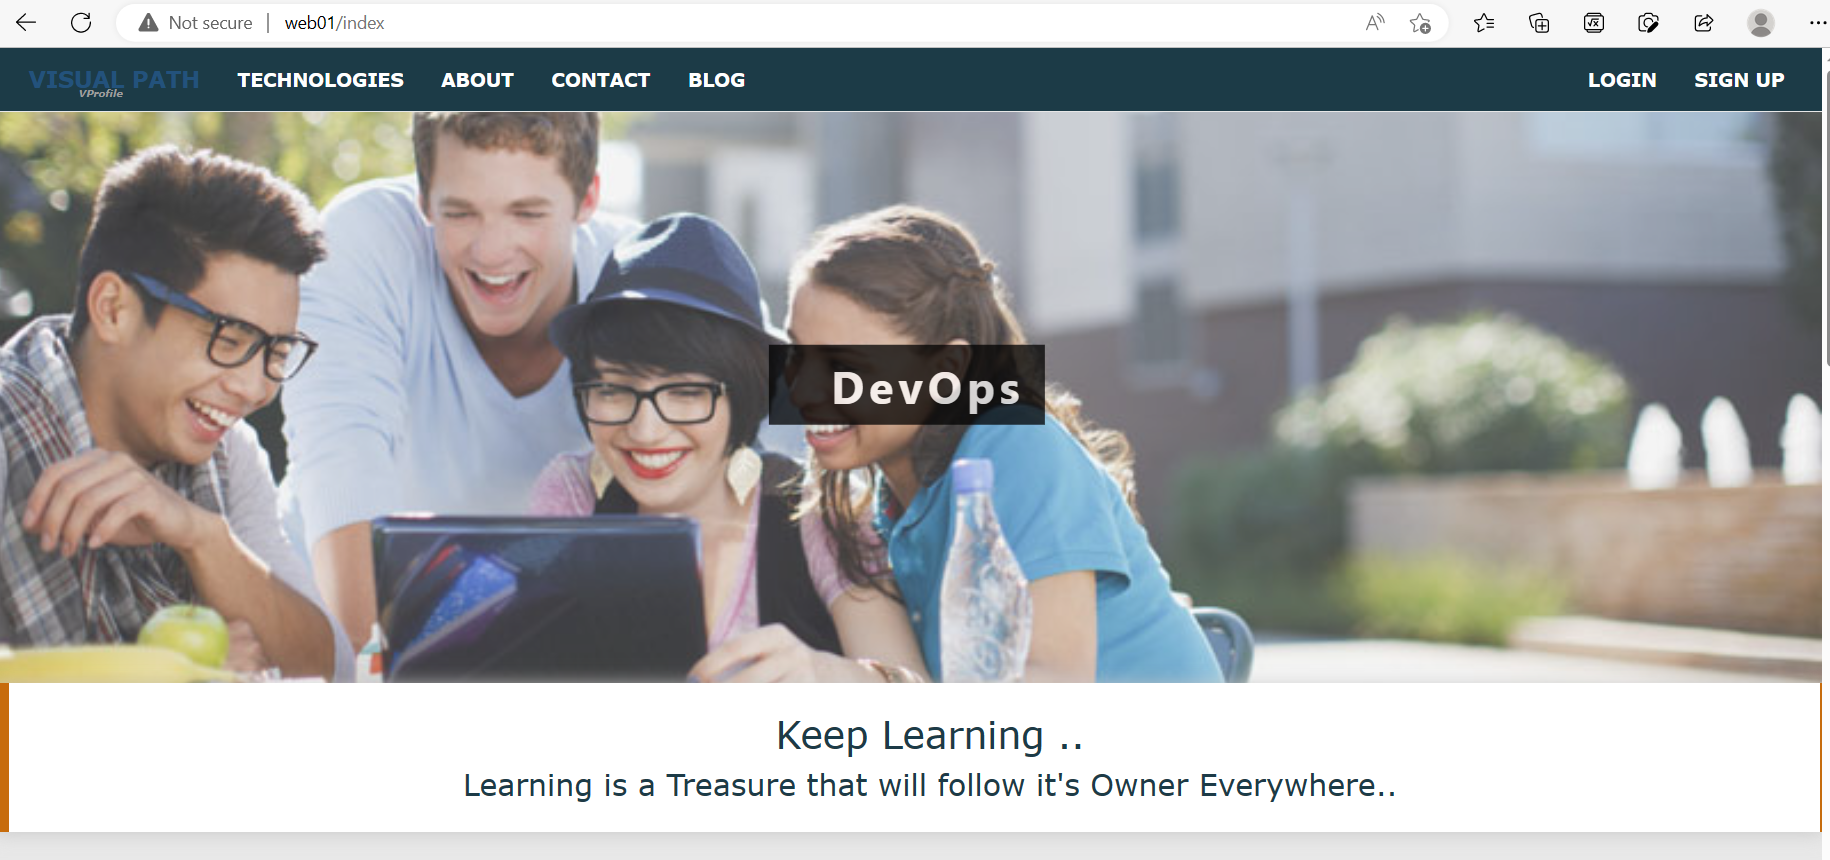 Not secure | web01/index
VISUAL PATH
VProfile
TECHNOLOGIES ABOUT CONTACT BLOG LOGIN SIGN UP
DevOps
Keep Learning ..
Learning is a Treasure that will follow it's Owner Everywhere..